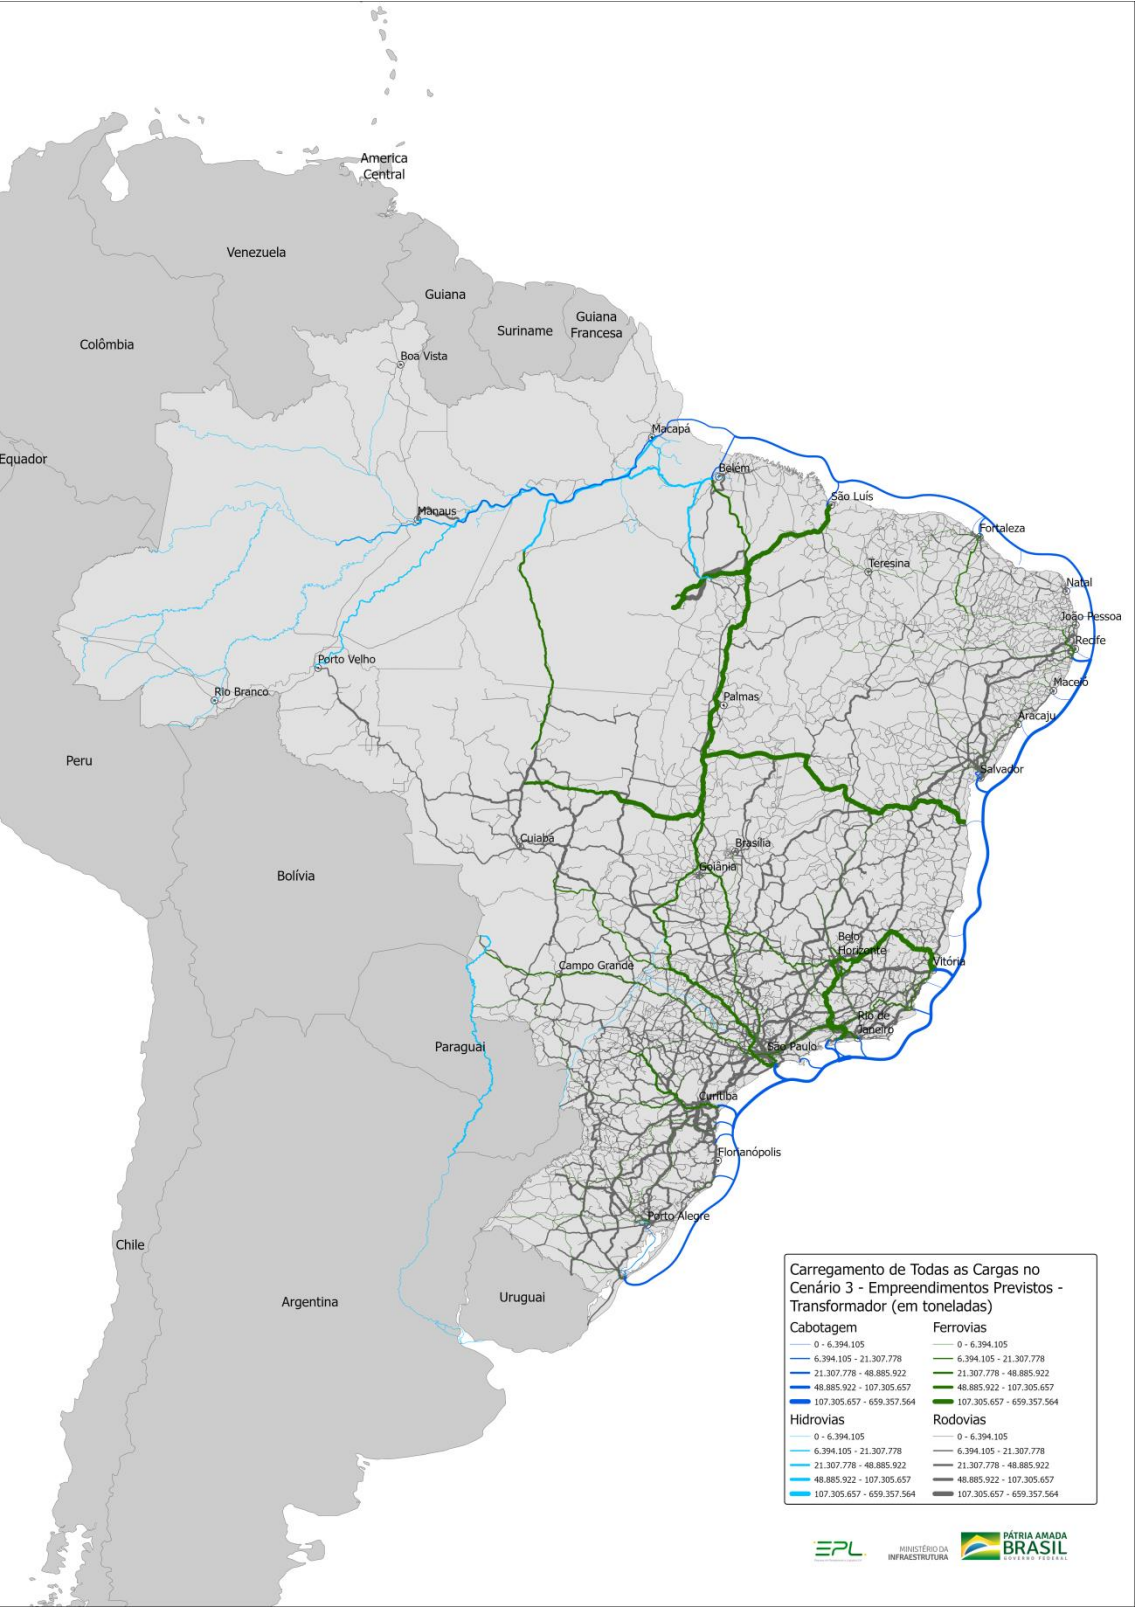 America
Central
Venezuela
Guiana
Guiana
Francesa
Suriname
Colômbia
Boa Vista
Macapá
Equador
Belém
São Luís
Manaus
Fortaleza
Teresina
Natal
João Pessoa
Recife
Porto Velho
Maceió
Rio Branco
Palmas
Aracaju
Peru
Salvador
Cuiabá
Brasília
Goiânia
Bolívia
Belo
Horizonte
Vitória
Campo Grande
Rio de
Janeiro
Paraguai
São Paulo
Curitiba
Florianópolis
Porto Alegre
Chile
Argentina
Uruguai
Carregamento de Todas as Cargas no
Cenário 3 - Empreendimentos Previstos -
Transformador (em toneladas)
Cabotagem
0 - 6.394.105
6.394.105 - 21.307.778
21.307.778 - 48.885.922
48.885.922 - 107.305.657
107.305.657 - 659.357.564
Ferrovias
0 - 6.394.105
6.394.105 - 21.307.778
21.307.778 - 48.885.922
48.885.922 - 107.305.657
107.305.657 - 659.357.564
Hidrovias
0 - 6.394.105
6.394.105 - 21.307.778
21.307.778 - 48.885.922
48.885.922 - 107.305.657
107.305.657 - 659.357.564
Rodovias
0 - 6.394.105
6.394.105 - 21.307.778
21.307.778 - 48.885.922
48.885.922 - 107.305.657
107.305.657 - 659.357.564
EPL
MINISTÉRIO DA
INFRAESTRUTURA
PÁTRIA AMADA
BRASIL
GOVERNO FEDERAL